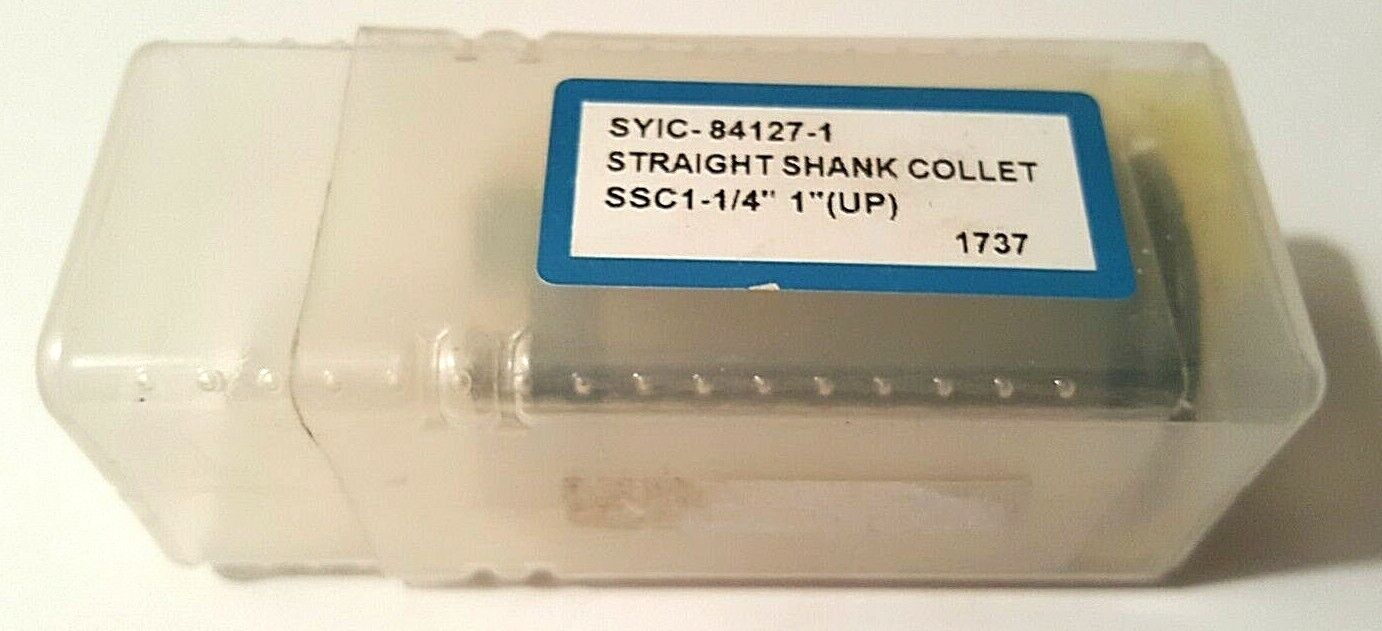 SYIC-84127-1
STRAIGHT SHANK COLLET
SSC1-1/4" 1"(UP)
1737